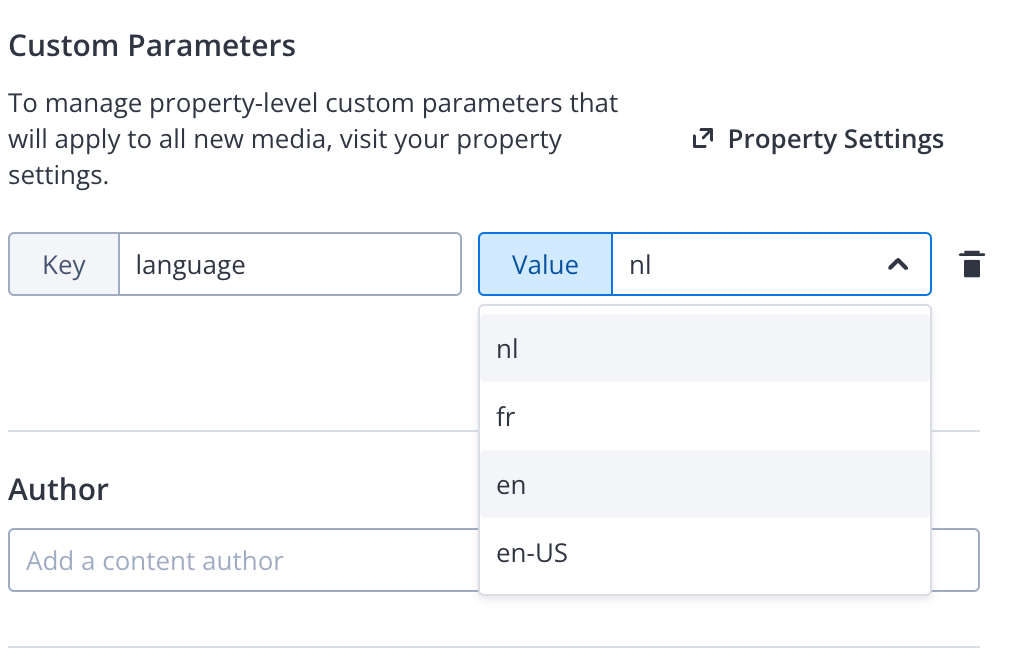 Custom Parameters
To manage property-level custom parameters that
will apply to all new media, visit your property
settings.
Property Settings
Key language Value nl
nl
fr
en
en-US
Author
Add a content author